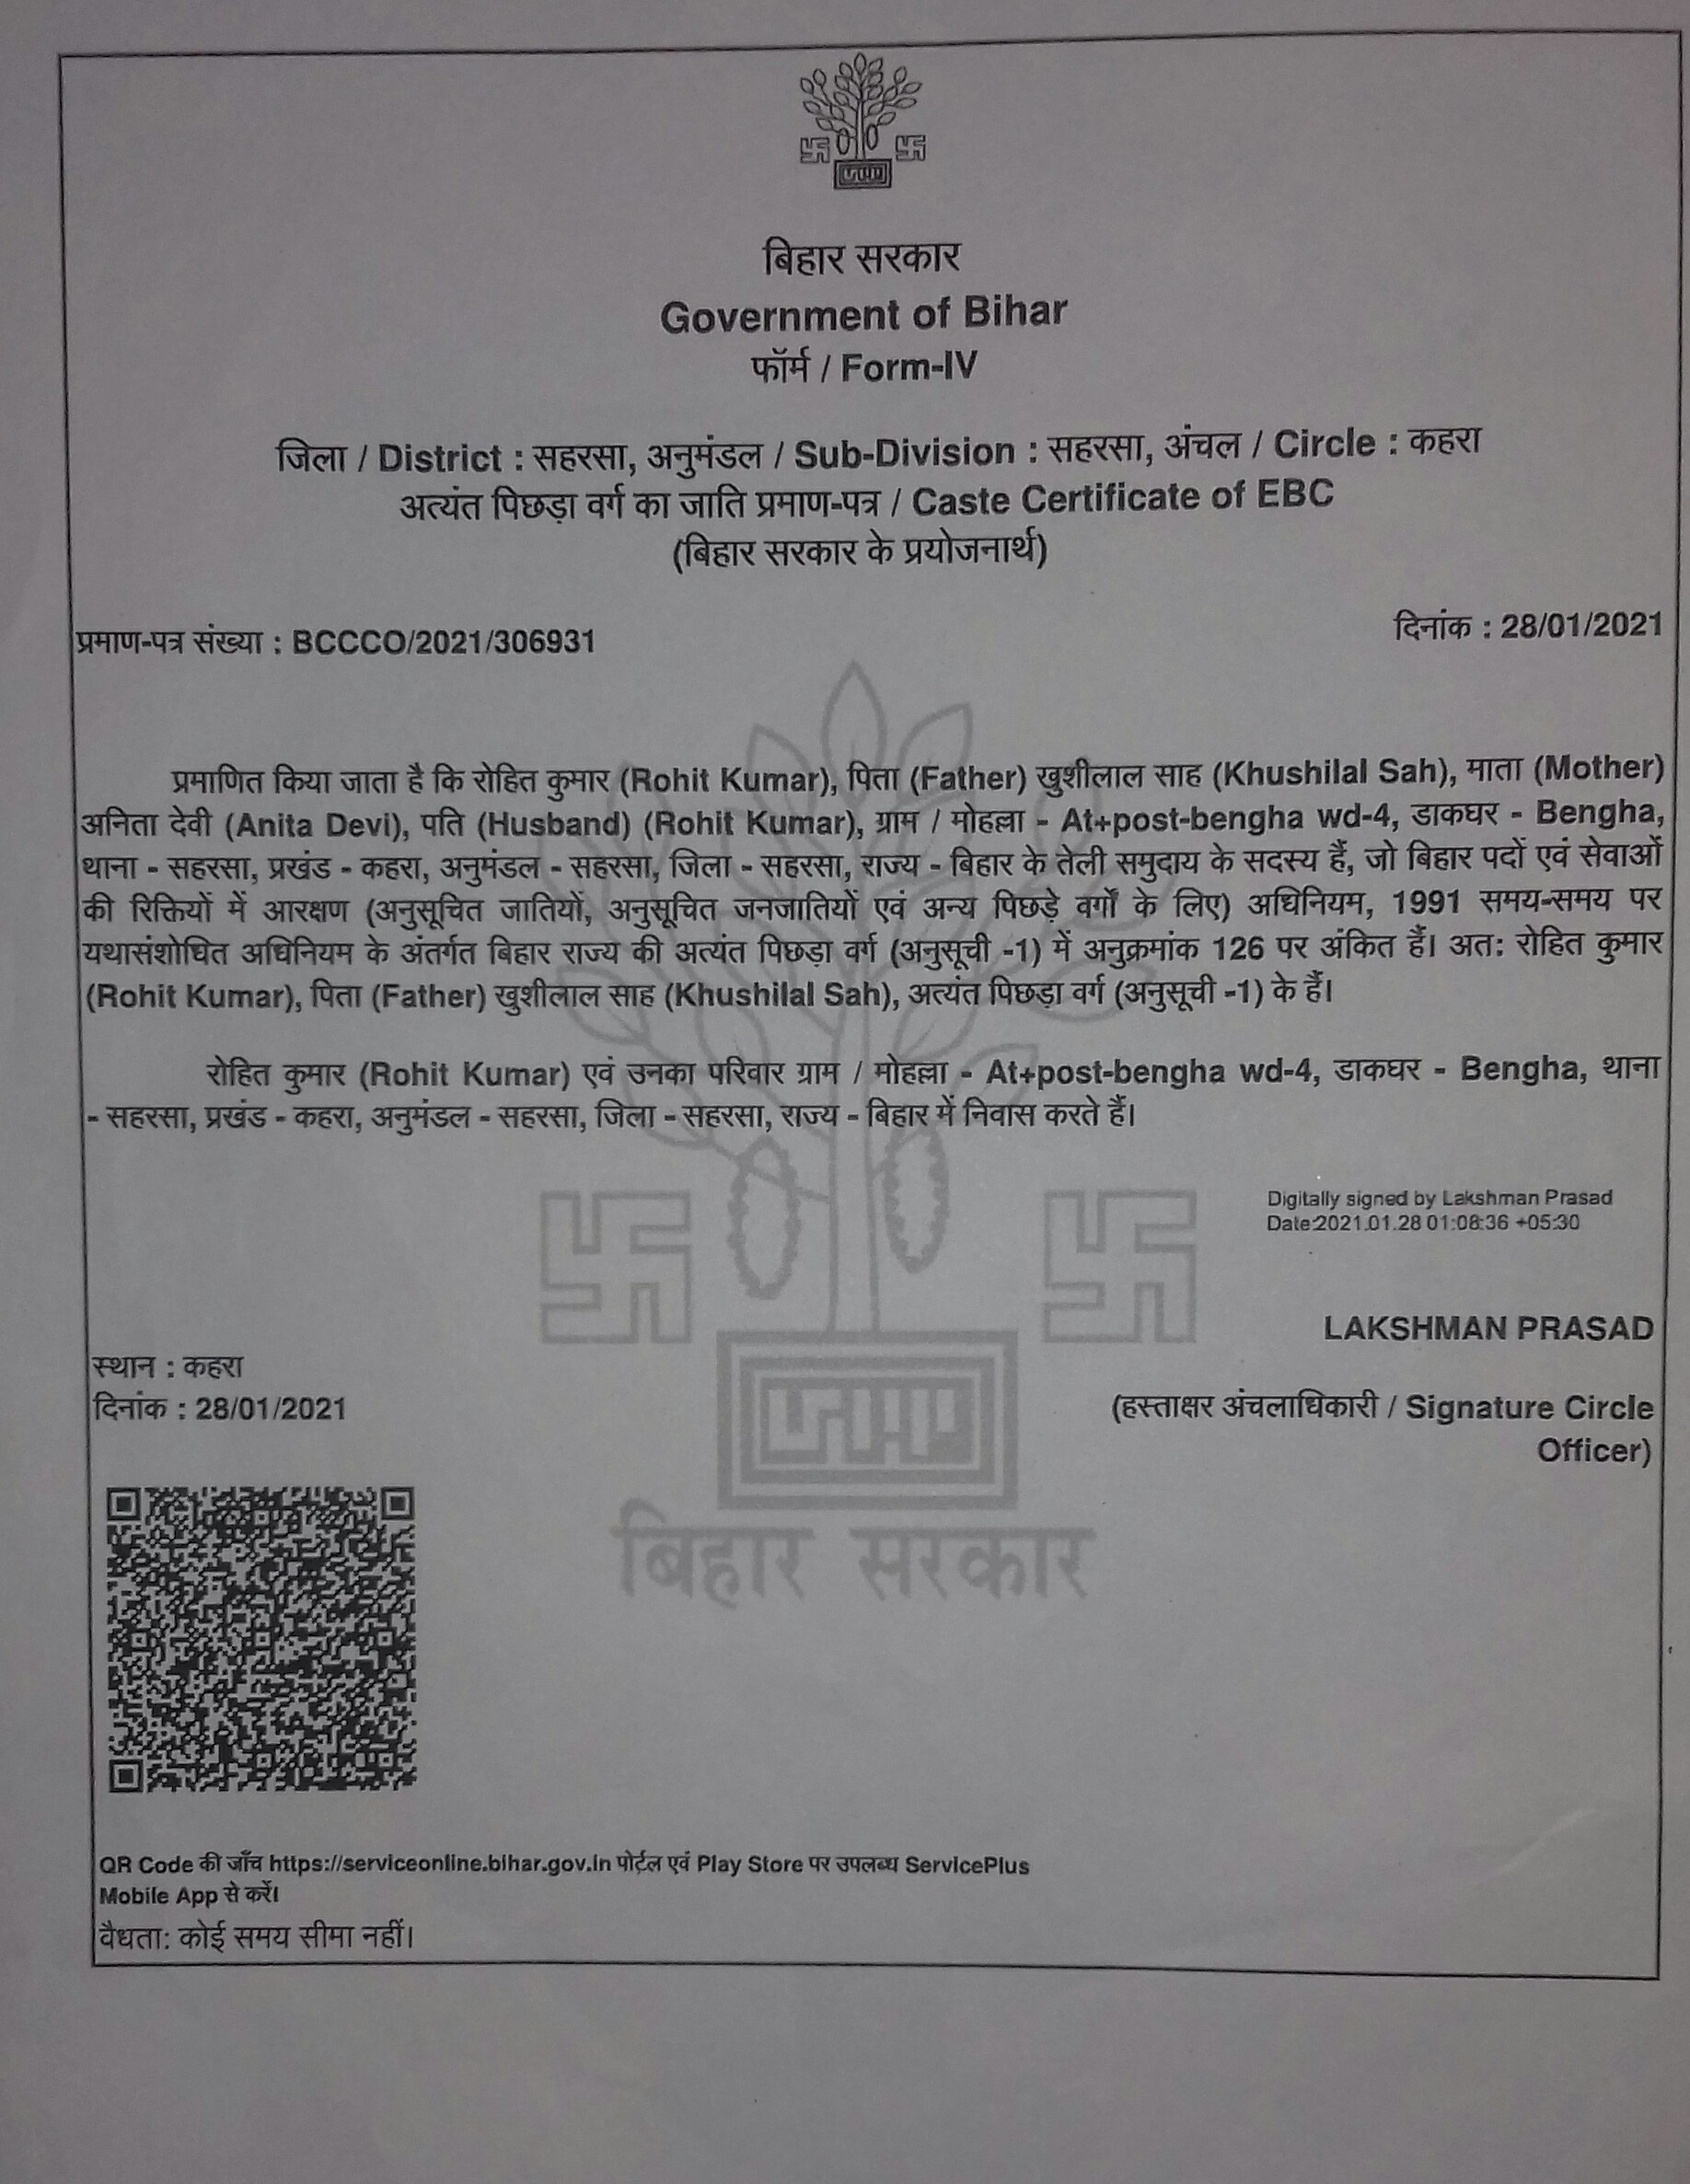 बिहार सरकार
Government of Bihar
फॉर्म / Form-IV
जिला / District : सहरसा, अनुमंडल / Sub-Division : सहरसा, अंचल / Circle : कहरा
अत्यंत पिछड़ा वर्ग का जाति प्रमाण-पत्र / Caste Certificate of EBC
(बिहार सरकार के प्रयोजनार्थ)
प्रमाण-पत्र संख्या : BCCCO/2021/306931
दिनांक : 28/01/2021
प्रमाणित किया जाता है कि रोहित कुमार (Rohit Kumar), पिता (Father) खुशीलाल साह (Khushilal Sah), माता (Mother)
अनिता देवी (Anita Devi), पति (Husband) (Rohit Kumar), ग्राम / मोहल्ला - At+post-bengha wd-4, डाकघर - Bengha,
थाना - सहरसा, प्रखंड - कहरा, अनुमंडल - सहरसा, जिला - सहरसा, राज्य - बिहार के तेली समुदाय के सदस्य हैं, जो बिहार पदों एवं सेवाओं
की रिक्तियों में आरक्षण (अनुसूचित जातियों, अनुसूचित जनजातियों एवं अन्य पिछड़े वर्गों के लिए) अधिनियम, 1991 समय-समय पर
यथासंशोधित अधिनियम के अंतर्गत बिहार राज्य की अत्यंत पिछड़ा वर्ग (अनुसूची -1) में अनुक्रमांक 126 पर अंकित हैं। अत: रोहित कुमार
(Rohit Kumar), पिता (Father) खुशीलाल साह (Khushilal Sah), अत्यंत पिछड़ा वर्ग (अनुसूची -1) के हैं।
रोहित कुमार (Rohit Kumar) एवं उनका परिवार ग्राम / मोहल्ला - At+post-bengha wd-4, डाकघर - Bengha, थाना
- सहरसा, प्रखंड - कहरा, अनुमंडल - सहरसा, जिला - सहरसा, राज्य - बिहार में निवास करते हैं।
Digitally signed by Lakshman Prasad
Date:2021.01.28 01:08:36 +05:30
LAKSHMAN PRASAD
स्थान : कहरा
दिनांक : 28/01/2021
(हस्ताक्षर अंचलाधिकारी / Signature Circle
Officer)
बिहार सरकार
QR Code की जाँच https://serviceonline.bihar.gov.in पोर्टल एवं Play Store पर उपलब्ध ServicePlus
Mobile App से करें।
वैधता: कोई समय सीमा नहीं।